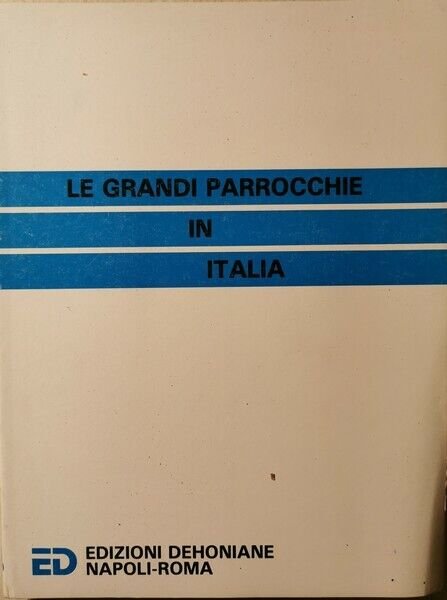 LE GRANDI PARROCCHIE
IN
ITALIA
ED EDIZIONI DEHONIANE
NAPOLI-ROMA